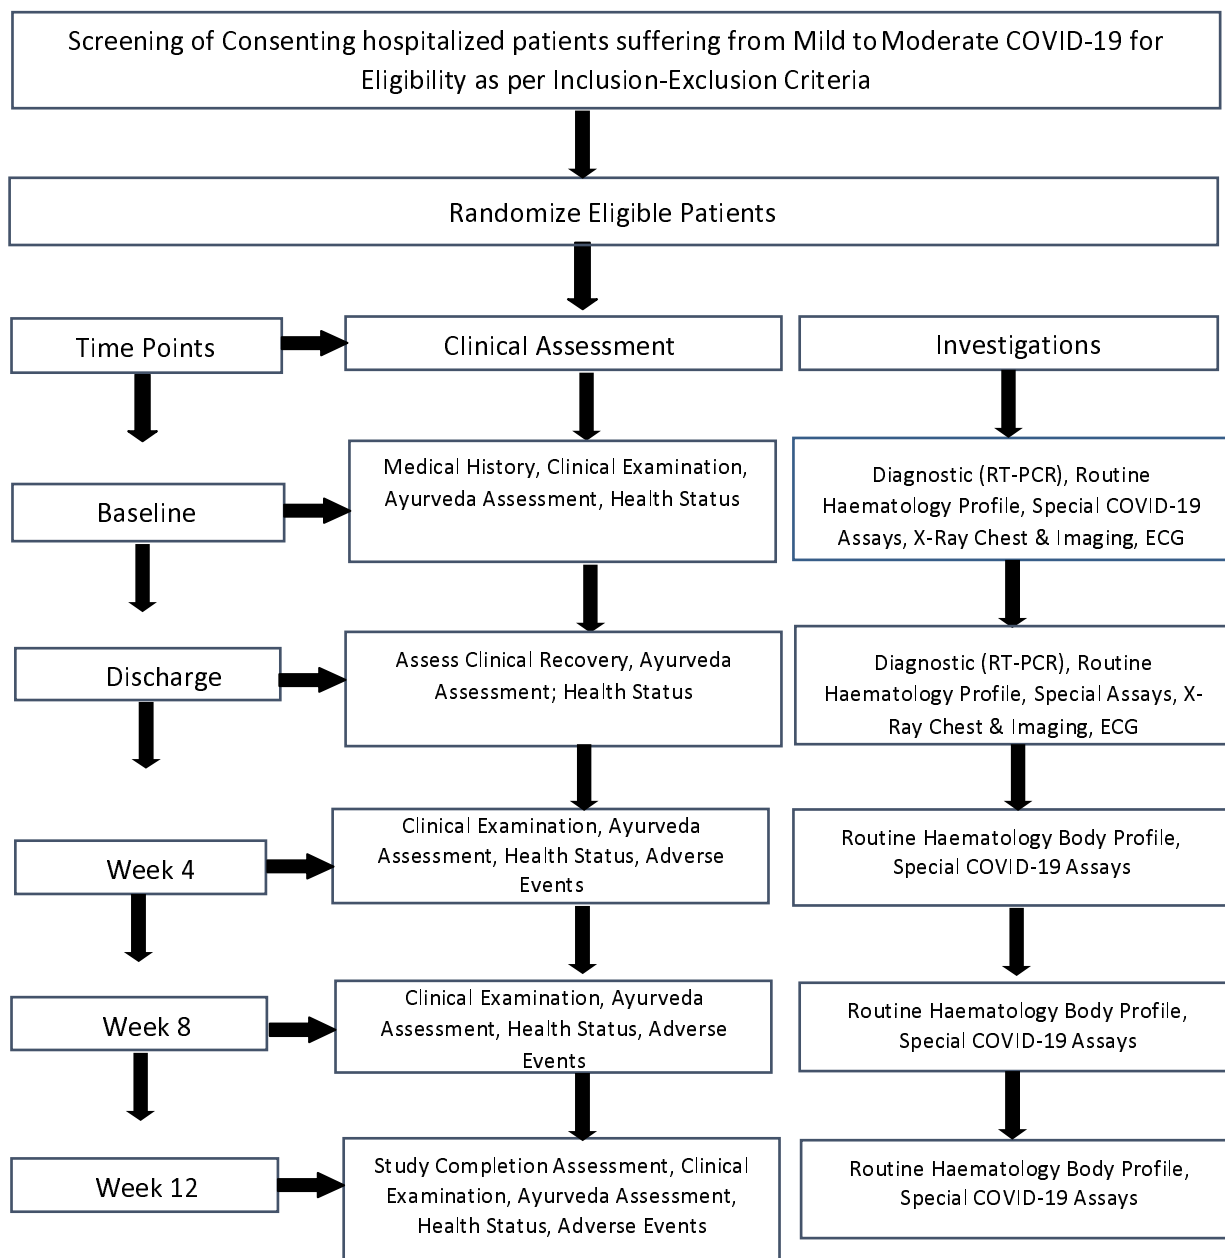 Screening of Consenting hospitalized patients suffering from Mild to Moderate COVID-19 for
Eligibility as per Inclusion-Exclusion Criteria
Randomize Eligible Patients
Time Points
Clinical Assessment
Investigations
Baseline
Medical History, Clinical Examination,
Ayurveda Assessment, Health Status
Diagnostic (RT-PCR), Routine
Haematology Profile, Special COVID-19
Assays, X-Ray Chest & Imaging, ECG
Discharge
Assess Clinical Recovery, Ayurveda
Assessment; Health Status
Diagnostic (RT-PCR), Routine
Haematology Profile, Special Assays, X-
Ray Chest & Imaging, ECG
Week 4
Clinical Examination, Ayurveda
Assessment, Health Status, Adverse
Events
Routine Haematology Body Profile,
Special COVID-19 Assays
Week 8
Clinical Examination, Ayurveda
Assessment, Health Status, Adverse
Events
Routine Haematology Body Profile,
Special COVID-19 Assays
Week 12
Study Completion Assessment, Clinical
Examination, Ayurveda Assessment,
Health Status, Adverse Events
Routine Haematology Body Profile,
Special COVID-19 Assays